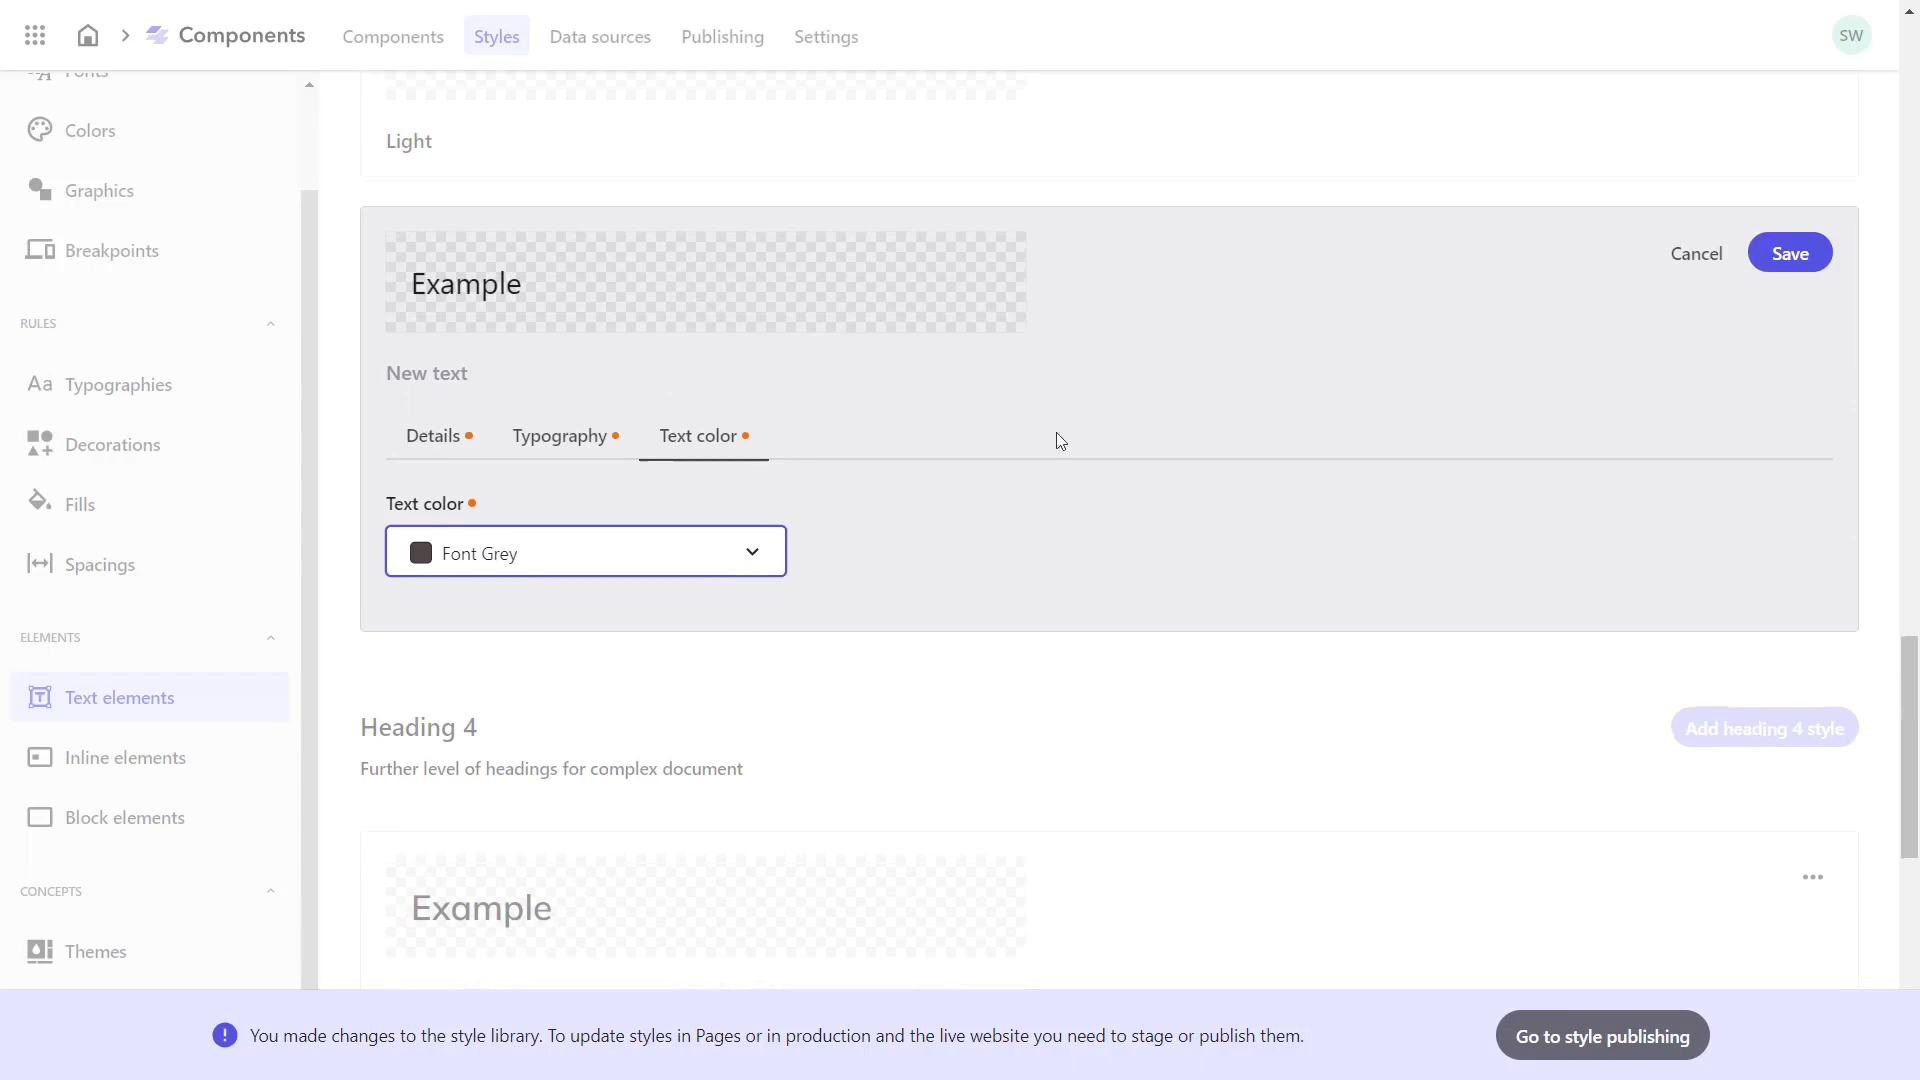 Components
Components
Styles
Data sources
Publishing
Settings
SW
Fonts
Colors
Graphics
Breakpoints
RULES
Typographies
Decorations
Fills
Spacings
ELEMENTS
Text elements
Inline elements
Block elements
CONCEPTS
Themes
Light
Example
Cancel
Save
New text
Details
Typography
Text color
Text color
Font Grey
Heading 4
Add heading 4 style
Further level of headings for complex document
Example
You made changes to the style library. To update styles in Pages or in production and the live website you need to stage or publish them.
Go to style publishing